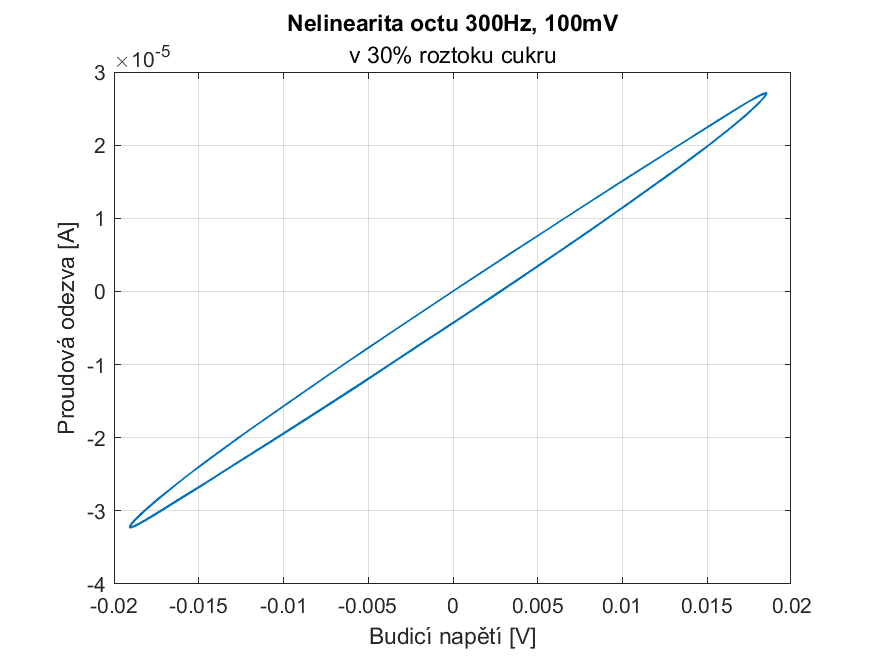 Nelinearita octu 300Hz, 100mV
v 30% roztoku cukru
×10^-5
3
2
1
0
-1
-2
-3
-4
Proudová odezva [A]
-0.02 -0.015 -0.01 -0.005 0 0.005 0.01 0.015 0.02
Budicí napětí [V]